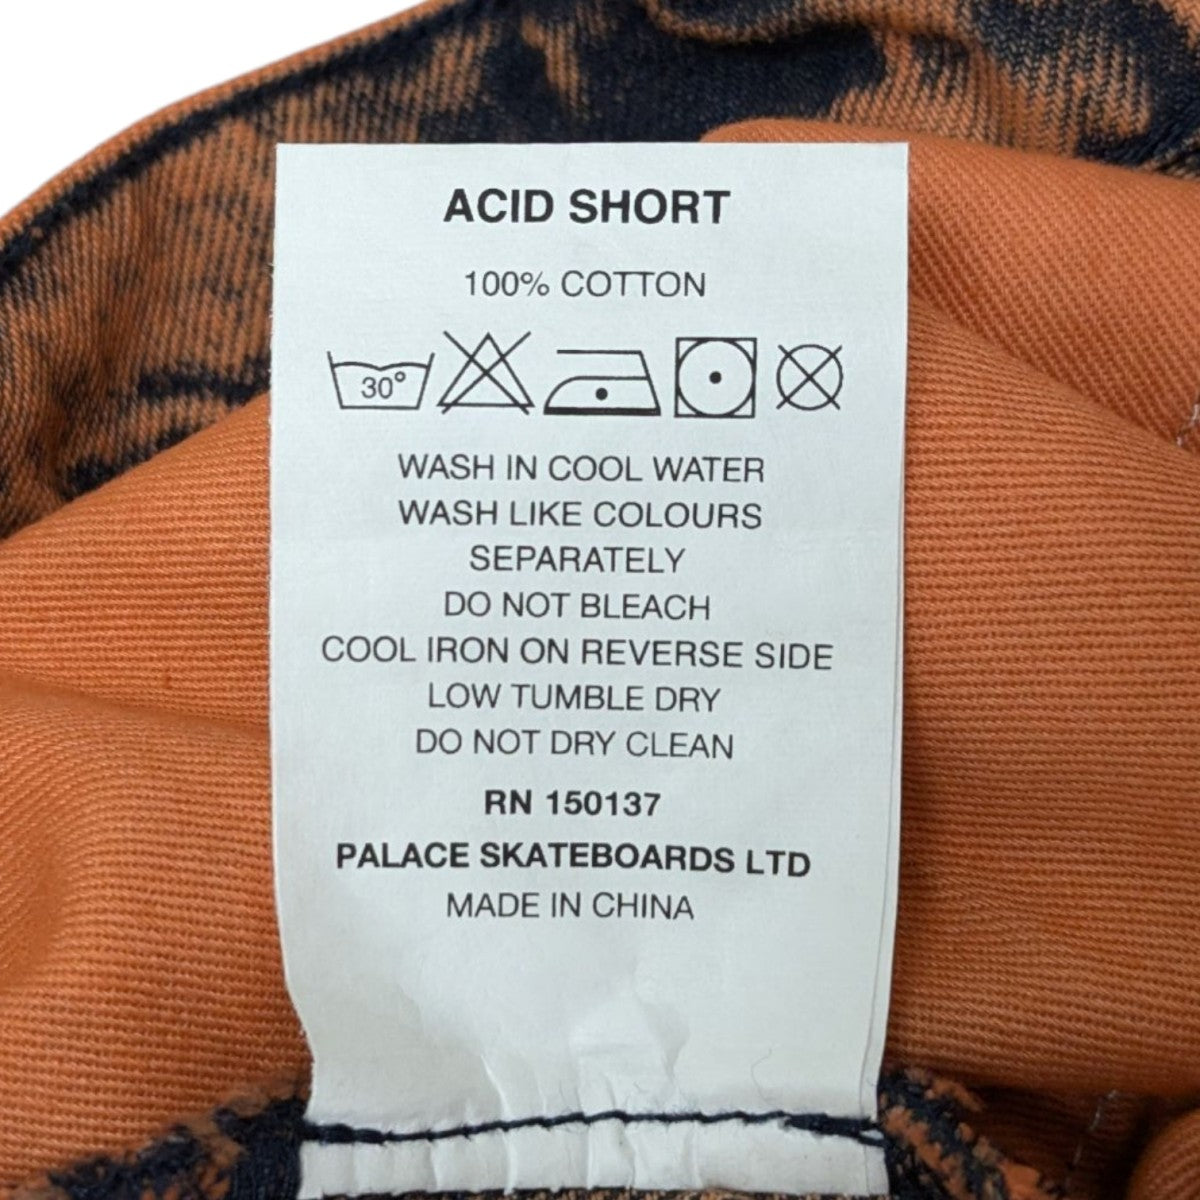 ACID SHORT
100% COTTON
30°
WASH IN COOL WATER
WASH LIKE COLOURS
SEPARATELY
DO NOT BLEACH
COOL IRON ON REVERSE SIDE
LOW TUMBLE DRY
DO NOT DRY CLEAN
RN 150137
PALACE SKATEBOARDS LTD
MADE IN CHINA